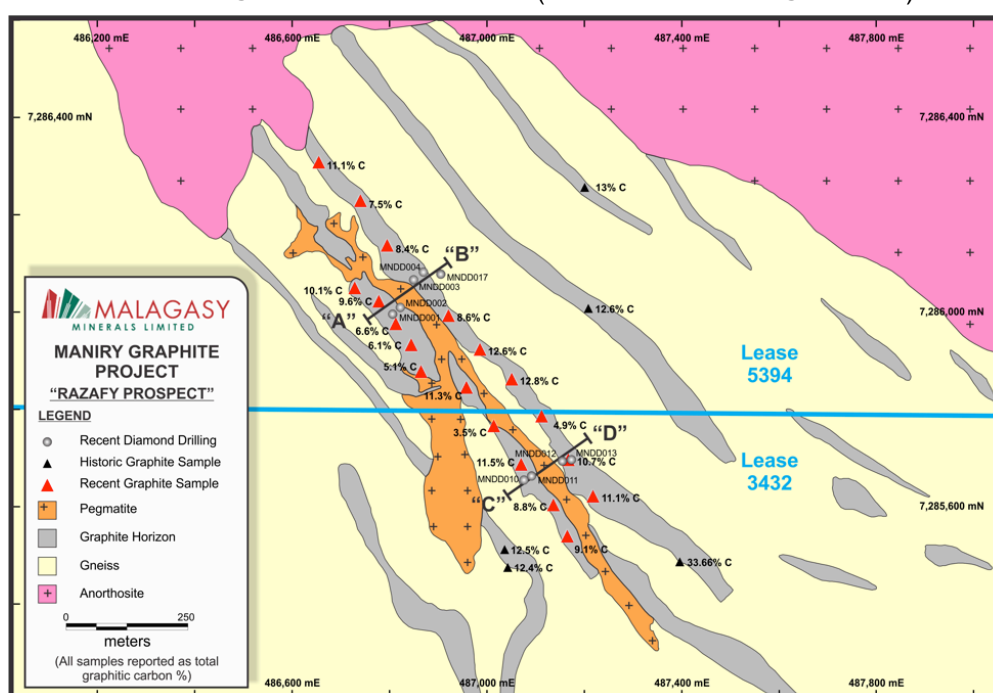 486,200 mE
486,600 mE
487,000 mE
487,400 mE
487,800 mE
7,286,400 mN
7,286,400 mN
11.1% C
13% C
7.5% C
8.4% C
"B"
MNDD004
MNDD017
MNDD003
10.1% C
9.6% C
MNDD002
12.6% C
"A"
MNDD001
8.6% C
7,286,000 mN
6.6% C
6.1% C
12.6% C
5.1% C
12.8% C
11.3% C
Lease
5394
3.5% C
4.9% C
"D"
MNDD012
MNDD013
11.5% C
10.7% C
Lease
3432
MNDD010
MNDD011
"C"
8.8% C
11.1% C
7,285,600 mN
12.5% C
9.1% C
12.4% C
33.66% C
MALAGASY
MINERALS LIMITED
MANIRY GRAPHITE
PROJECT
"RAZAFY PROSPECT"
LEGEND
Recent Diamond Drilling
Historic Graphite Sample
Recent Graphite Sample
Pegmatite
Graphite Horizon
Gneiss
Anorthosite
0 250
meters
(All samples reported as total
graphitic carbon %)
486,600 mE
487,000 mE
487,400 mE
487,800 mE